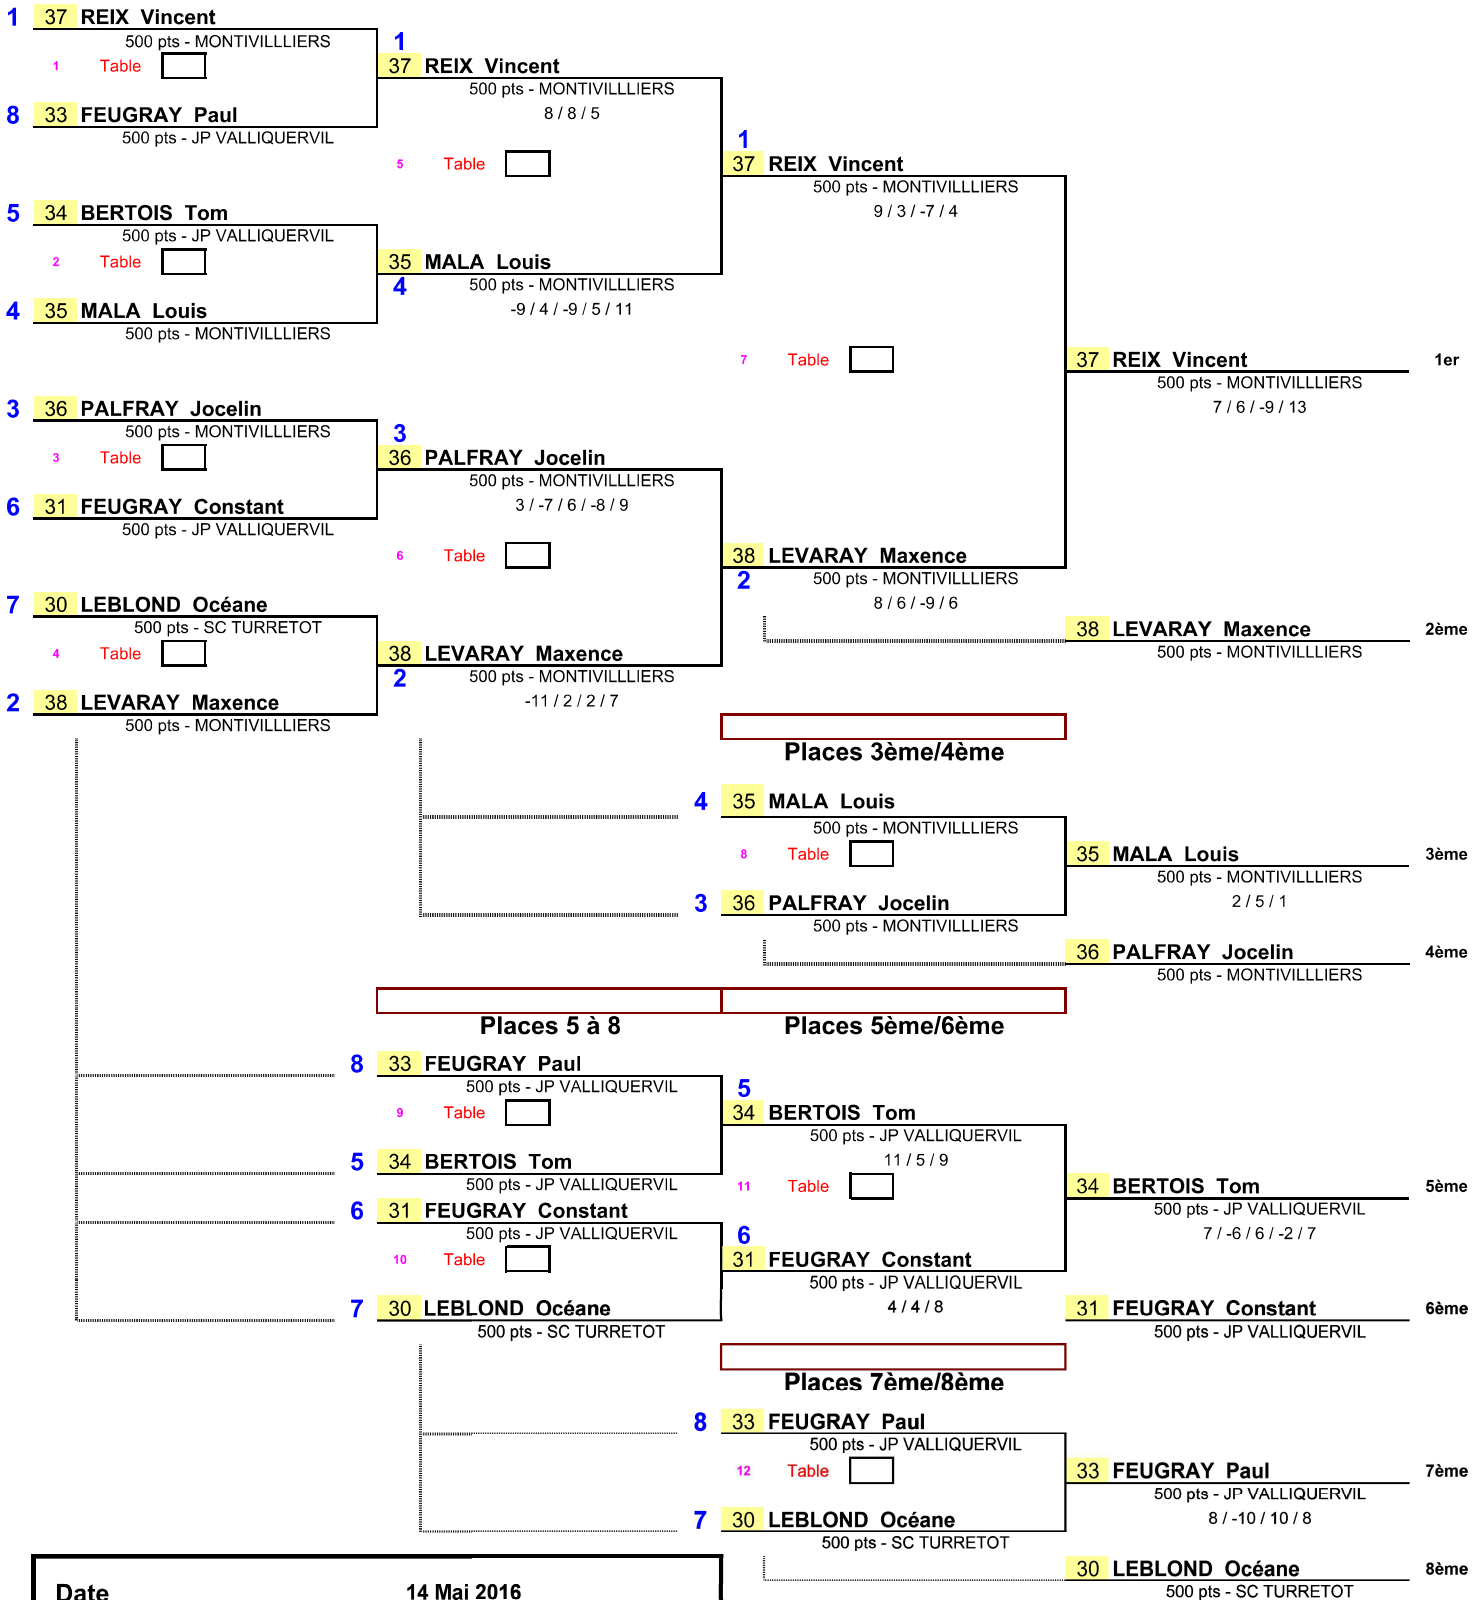 1 37 REIX Vincent
500 pts - MONTIVILLLIERS
1 Table
8 33 FEUGRAY Paul
500 pts - JP VALLIQUERVIL
5 34 BERTOIS Tom
500 pts - JP VALLIQUERVIL
2 Table
4 35 MALA Louis
500 pts - MONTIVILLLIERS
3 36 PALFRAY Jocelin
500 pts - MONTIVILLLIERS
3 Table
6 31 FEUGRAY Constant
500 pts - JP VALLIQUERVIL
7 30 LEBLOND Océane
500 pts - SC TURRETOT
4 Table
2 38 LEVARAY Maxence
500 pts - MONTIVILLLIERS
1
37 REIX Vincent
500 pts - MONTIVILLLIERS
8 / 8 / 5
5 Table
35 MALA Louis
4 500 pts - MONTIVILLLIERS
-9 / 4 / -9 / 5 / 11
3
36 PALFRAY Jocelin
500 pts - MONTIVILLLIERS
3 / -7 / 6 / -8 / 9
6 Table
38 LEVARAY Maxence
2 500 pts - MONTIVILLLIERS
-11 / 2 / 2 / 7
1
37 REIX Vincent
500 pts - MONTIVILLLIERS
9 / 3 / -7 / 4
7 Table
38 LEVARAY Maxence
2 500 pts - MONTIVILLLIERS
8 / 6 / -9 / 6
37 REIX Vincent 1er
500 pts - MONTIVILLLIERS
7 / 6 / -9 / 13
38 LEVARAY Maxence 2ème
500 pts - MONTIVILLLIERS
Places 3ème/4ème
4 35 MALA Louis
500 pts - MONTIVILLLIERS
8 Table
3 36 PALFRAY Jocelin
500 pts - MONTIVILLLIERS
35 MALA Louis 3ème
500 pts - MONTIVILLLIERS
2 / 5 / 1
36 PALFRAY Jocelin 4ème
500 pts - MONTIVILLLIERS
Places 5 à 8
Places 5ème/6ème
8 33 FEUGRAY Paul
500 pts - JP VALLIQUERVIL
9 Table
5 34 BERTOIS Tom
500 pts - JP VALLIQUERVIL
6 31 FEUGRAY Constant
500 pts - JP VALLIQUERVIL
10 Table
7 30 LEBLOND Océane
500 pts - SC TURRETOT
5
34 BERTOIS Tom
500 pts - JP VALLIQUERVIL
11 / 5 / 9
11 Table
6
31 FEUGRAY Constant
500 pts - JP VALLIQUERVIL
4 / 4 / 8
34 BERTOIS Tom 5ème
500 pts - JP VALLIQUERVIL
7 / -6 / 6 / -2 / 7
31 FEUGRAY Constant 6ème
500 pts - JP VALLIQUERVIL
Places 7ème/8ème
8 33 FEUGRAY Paul
500 pts - JP VALLIQUERVIL
12 Table
7 30 LEBLOND Océane
500 pts - SC TURRETOT
33 FEUGRAY Paul 7ème
500 pts - JP VALLIQUERVIL
8 / -10 / 10 / 8
30 LEBLOND Océane 8ème
500 pts - SC TURRETOT
Date 14 Mai 2016